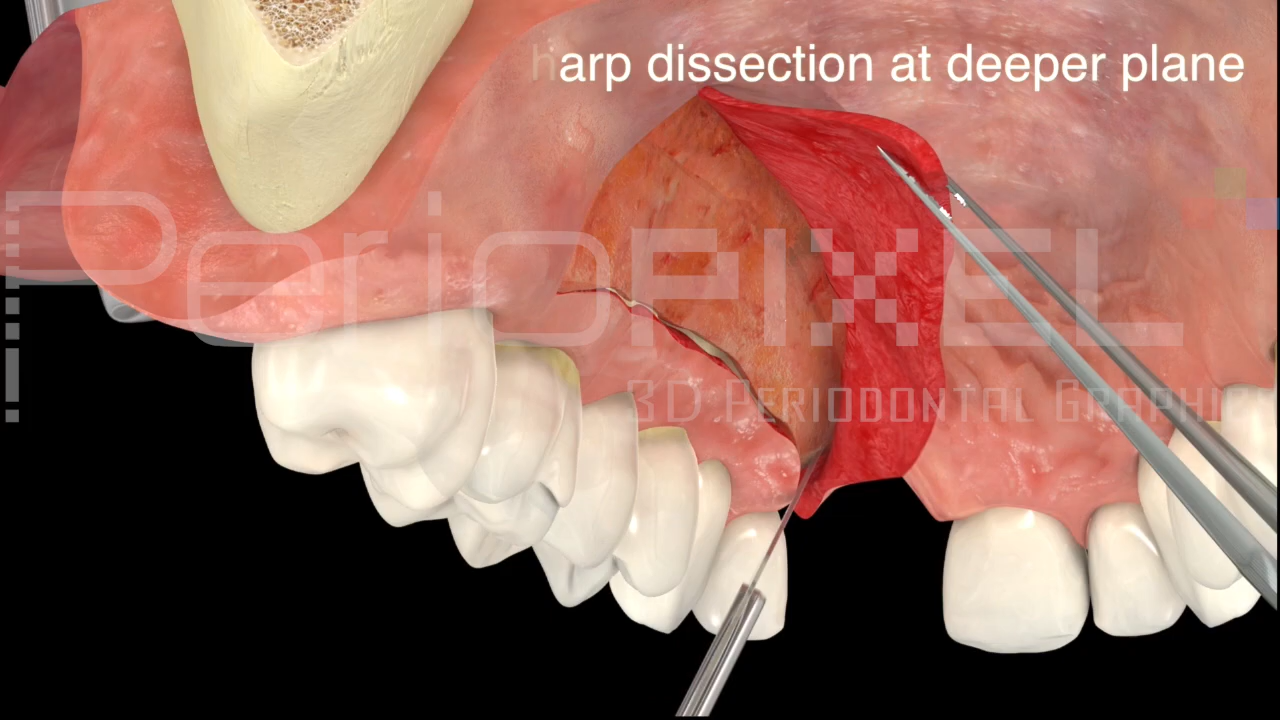 harp dissection at deeper plane
PerioPIXEL
3D Periodontal Graphics